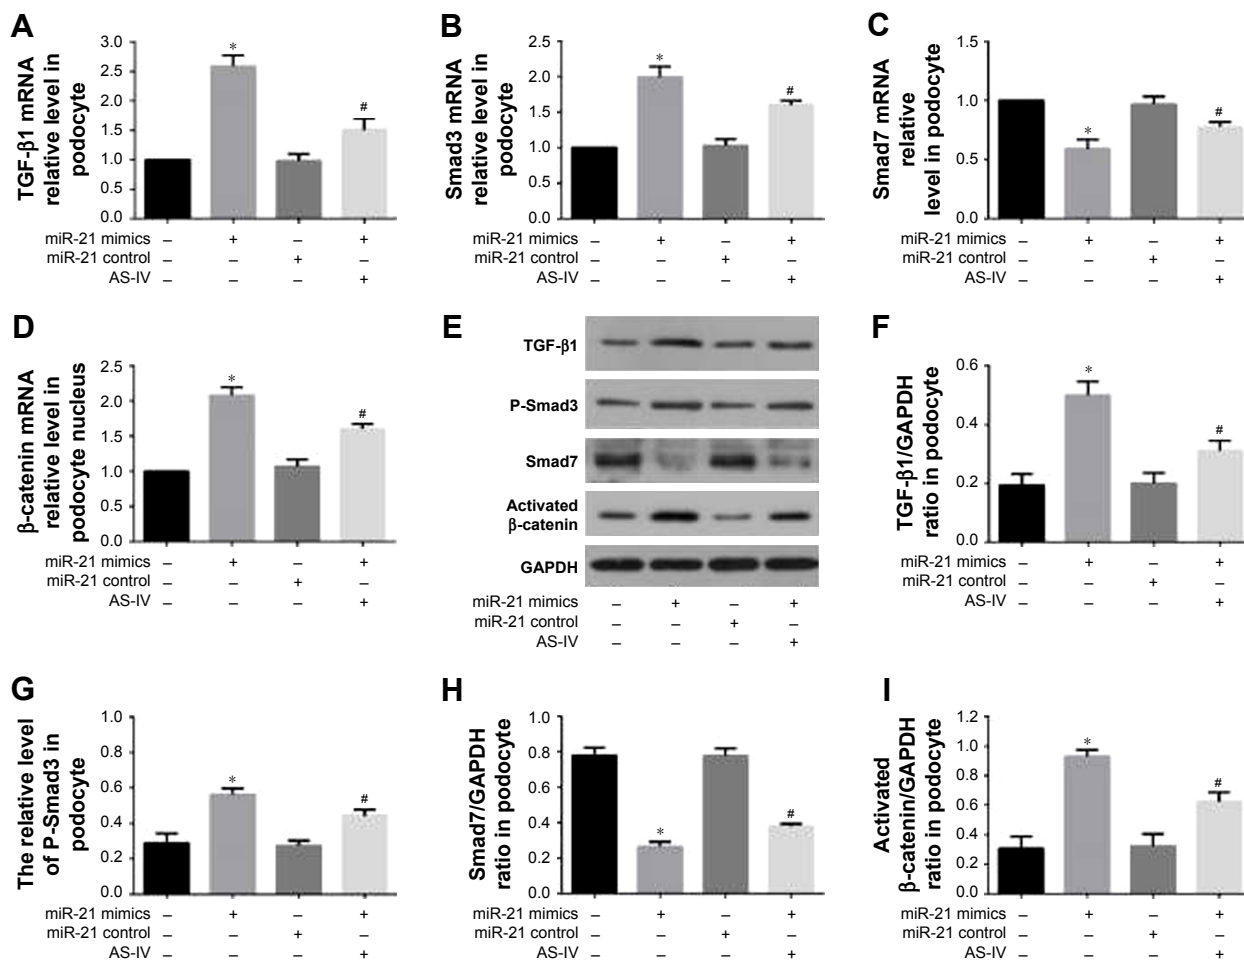 A
TGF-β1 mRNA
relative level in
podocyte
3.0
2.5
2.0
1.5
1.0
0.5
0.0
*
#
miR-21 mimics – + – +
miR-21 control – – + –
AS-IV – – – +
B
Smad3 mRNA
relative level in
podocyte
2.5
2.0
1.5
1.0
0.5
0.0
*
#
miR-21 mimics – + – +
miR-21 control – – + –
AS-IV – – – +
C
Smad7 mRNA
relative
level in podocyte
1.5
1.0
0.5
0.0
*
#
miR-21 mimics – + – +
miR-21 control – – + –
AS-IV – – – +
D
β-catenin mRNA
relative level in
podocyte nucleus
2.5
2.0
1.5
1.0
0.5
0.0
*
#
miR-21 mimics – + – +
miR-21 control – – + –
AS-IV – – – +
E
TGF-β1
P-Smad3
Smad7
Activated
β-catenin
GAPDH
miR-21 mimics – + – +
miR-21 control – – + –
AS-IV – – – +
F
TGF-β1/GAPDH
ratio in podocyte
0.6
0.4
0.2
0.0
*
#
miR-21 mimics – + – +
miR-21 control – – + –
AS-IV – – – +
G
The relative level
of P-Smad3 in
podocyte
1.0
0.8
0.6
0.4
0.2
0.0
*
#
miR-21 mimics – + – +
miR-21 control – – + –
AS-IV – – – +
H
Smad7/GAPDH
ratio in podocyte
1.0
0.8
0.6
0.4
0.2
0.0
*
#
miR-21 mimics – + – +
miR-21 control – – + –
AS-IV – – – +
I
Activated
β-catenin/GAPDH
ratio in podocyte
1.2
1.0
0.8
0.6
0.4
0.2
0.0
*
#
miR-21 mimics – + – +
miR-21 control – – + –
AS-IV – – – +